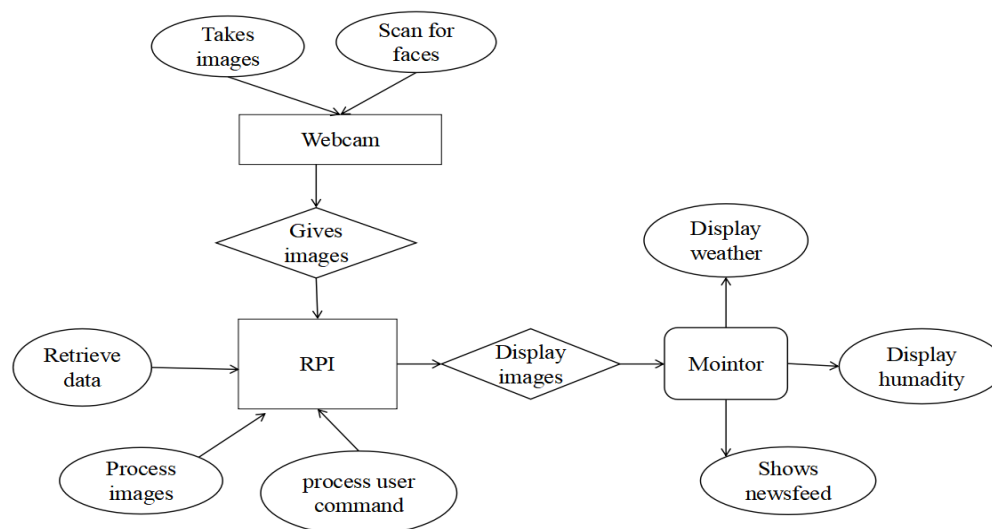 Takes
images
Scan for
faces
Webcam
Gives
images
Display
weather
Retrieve
data
RPI
Display
images
Mointor
Display
humadity
Process
images
process user
command
Shows
newsfeed